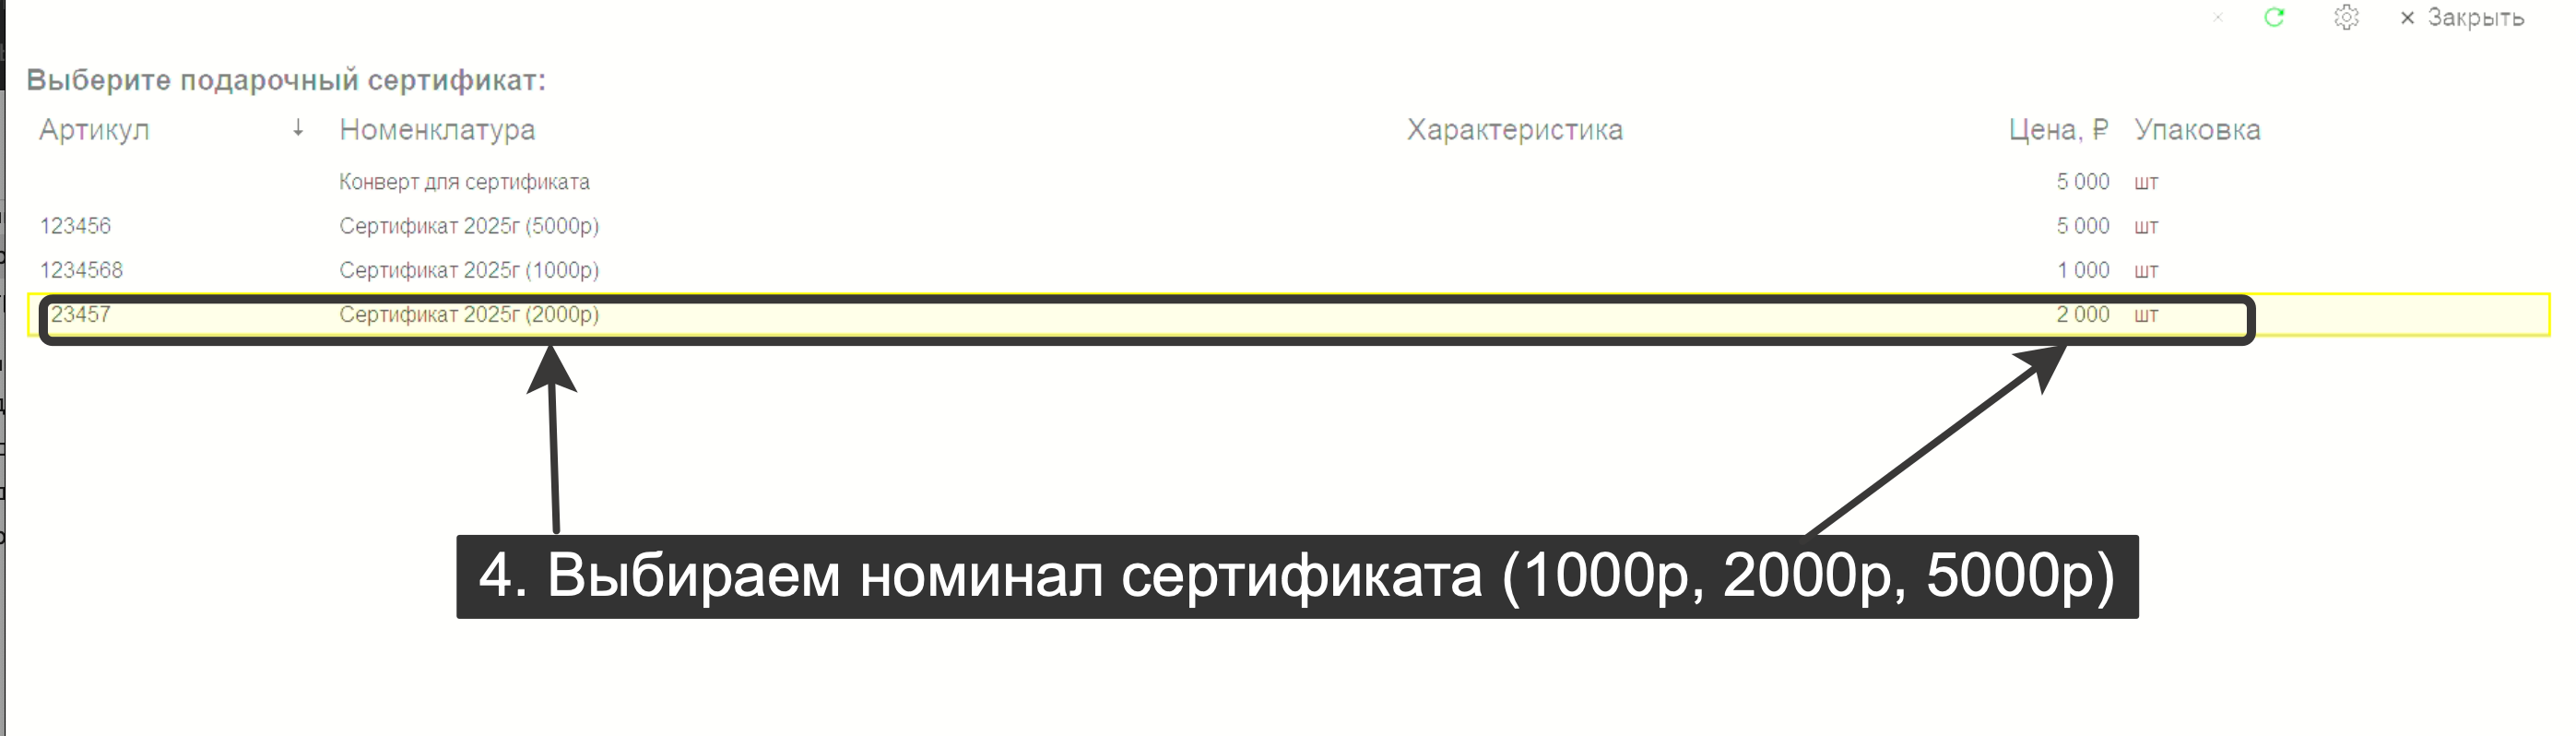 × Закрыть
Выберите подарочный сертификат:
Артикул ↓ Номенклатура Характеристика Цена, ₽ Упаковка
Конверт для сертификата 5 000 шт
123456 Сертификат 2025г (5000р) 5 000 шт
1234568 Сертификат 2025г (1000р) 1 000 шт
23457 Сертификат 2025г (2000р) 2 000 шт
4. Выбираем номинал сертификата (1000р, 2000р, 5000р)